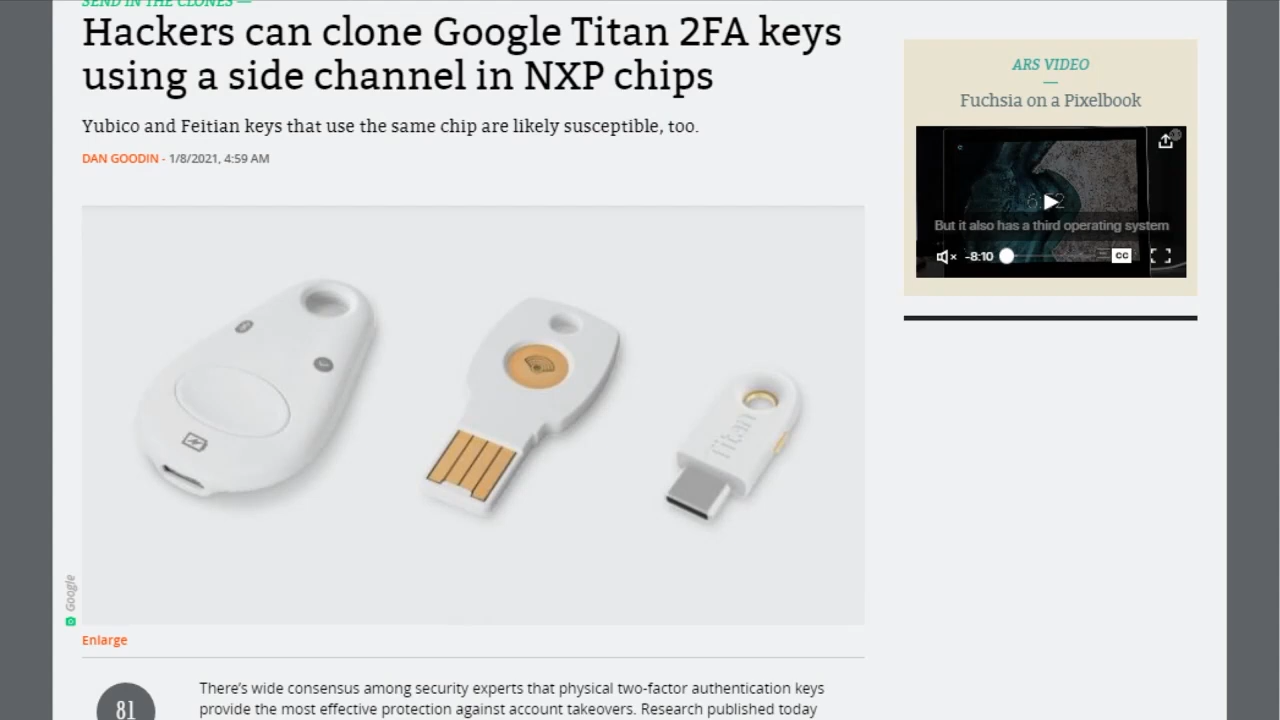 SEND IN THE CLONES —
Hackers can clone Google Titan 2FA keys
using a side channel in NXP chips
Yubico and Feitian keys that use the same chip are likely susceptible, too.
DAN GOODIN - 1/8/2021, 4:59 AM
Titan
Google
Enlarge
81
There's wide consensus among security experts that physical two-factor authentication keys
provide the most effective protection against account takeovers. Research published today
ARS VIDEO
Fuchsia on a Pixelbook
But it also has a third operating system
-8:10
CC